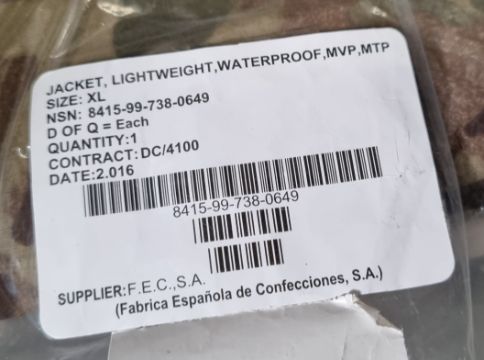 JACKET, LIGHTWEIGHT,WATERPROOF,MVP,MTP
SIZE: XL
NSN: 8415-99-738-0649
D OF Q = Each
QUANTITY:1
CONTRACT: DC/4100
DATE:2.016
8415-99-738-0649
SUPPLIER:F.E.C.,S.A.
(Fabrica Española de Confecciones, S.A.)